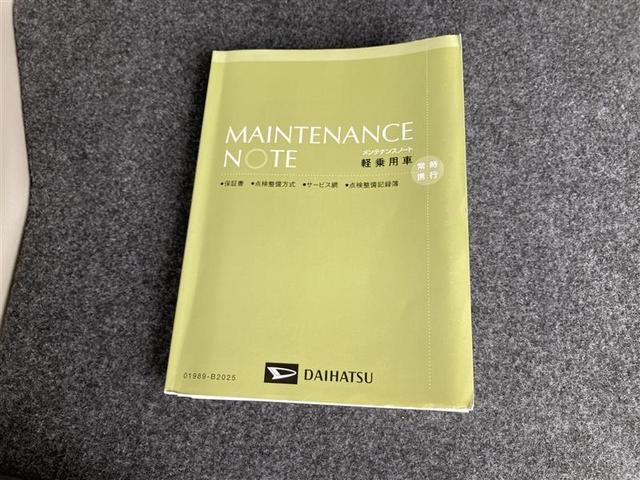 MAINTENANCE
NOTE
メンテナンスノート
軽乗用車
常時
携行
●保証書 ●点検整備方式 ●サービス網 ●点検整備記録簿
01989-B2025
DAIHATSU